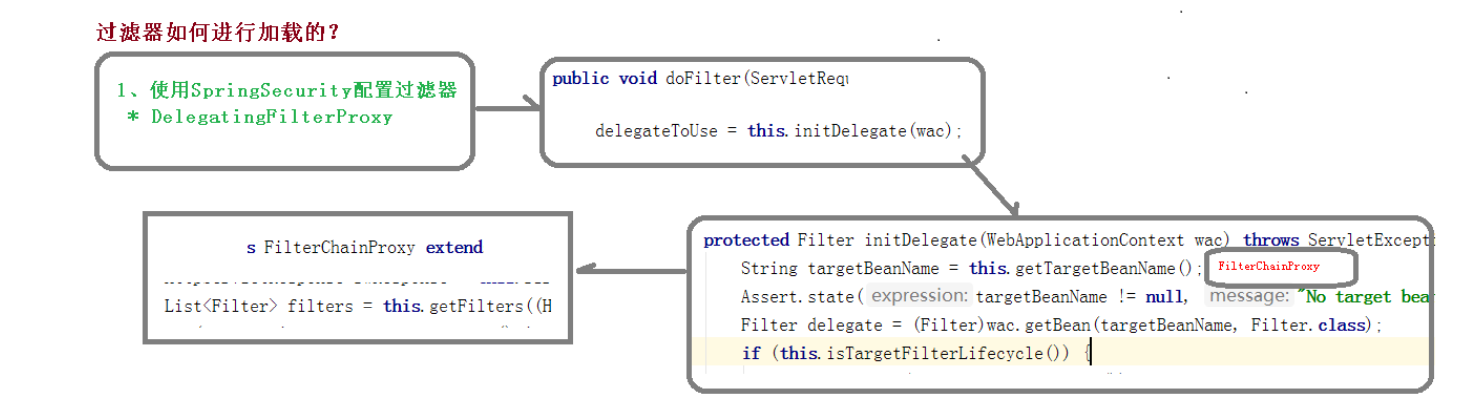 过滤器如何进行加载的？
1、使用SpringSecurity配置过滤器
* DelegatingFilterProxy
public void doFilter(ServletRequ
delegateToUse = this.initDelegate(wac);
protected Filter initDelegate(WebApplicationContext wac) throws ServletExcepti
String targetBeanName = this.getTargetBeanName();
FilterChainProxy
Assert.state( expression: targetBeanName != null, message: "No target bea
Filter delegate = (Filter)wac.getBean(targetBeanName, Filter.class);
if (this.isTargetFilterLifecycle()) {
s FilterChainProxy extend
List<Filter> filters = this.getFilters((H